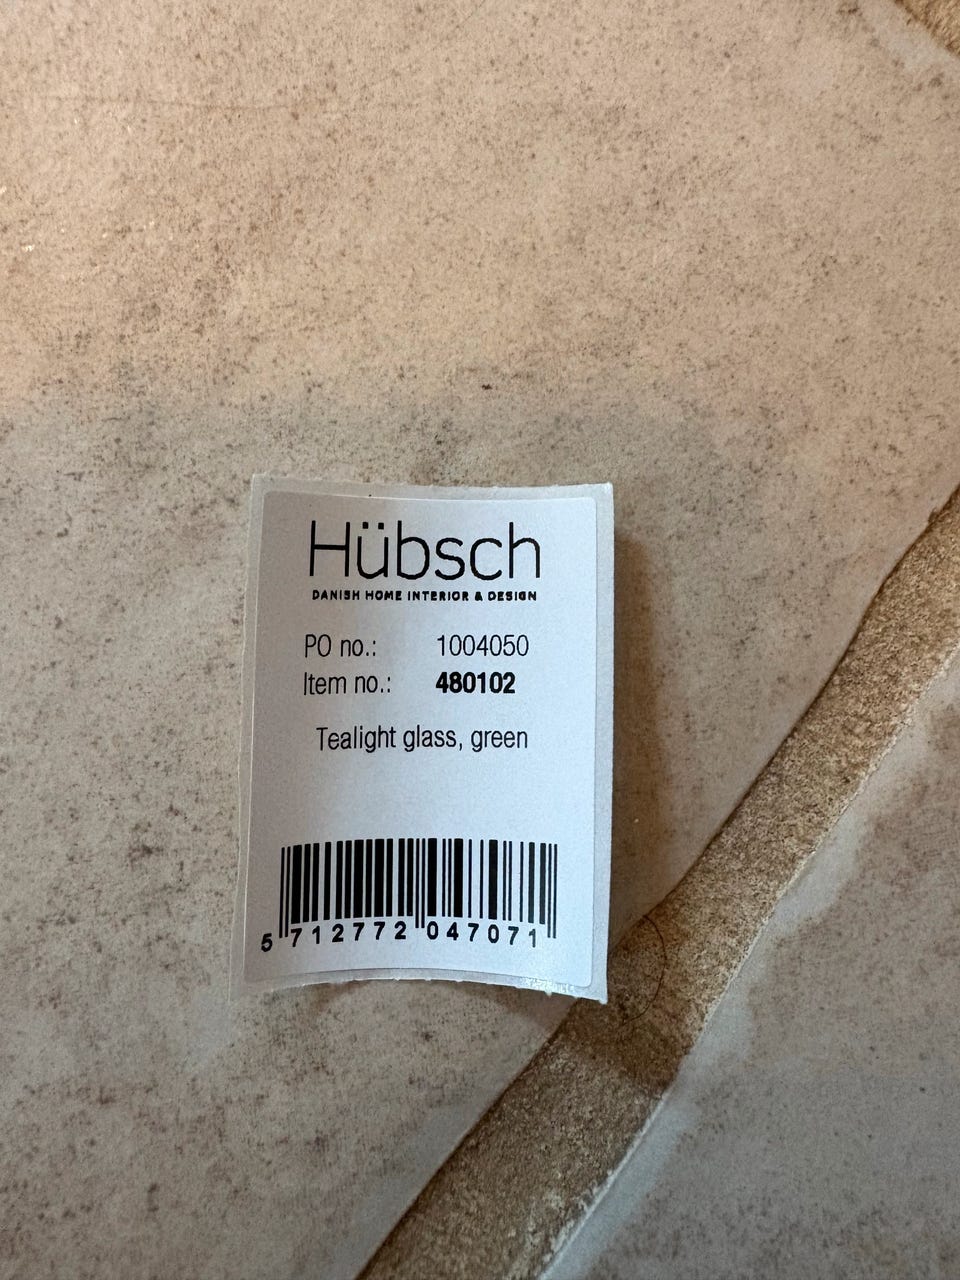 Hübsch
DANISH HOME INTERIOR & DESIGN
PO no.: 1004050
Item no.: 480102
Tealight glass, green
5 712772 047071